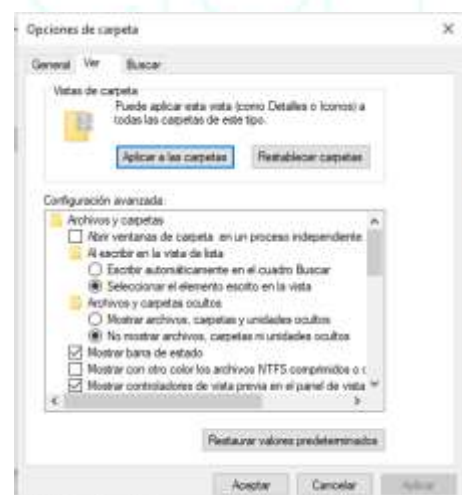 Opciones de carpeta
General Ver Buscar
Vistas de carpeta
Puede aplicar esta vista (como Detalles o Iconos) a
todas las carpetas de este tipo.
Aplicar a las carpetas Restablecer carpetas
Configuración avanzada:
Archivos y carpetas
Abrir ventanas de carpeta en un proceso independiente
Al escribir en la vista de lista
Escribir automáticamente en el cuadro Buscar
Seleccionar el elemento escrito en la vista
Archivos y carpetas ocultos
Mostrar archivos, carpetas y unidades ocultos
No mostrar archivos, carpetas ni unidades ocultos
Mostrar barra de estado
Mostrar con otro color los archivos NTFS comprimidos o c
Mostrar controladores de vista previa en el panel de vista
Restaurar valores predeterminados
Aceptar Cancelar Aplicar